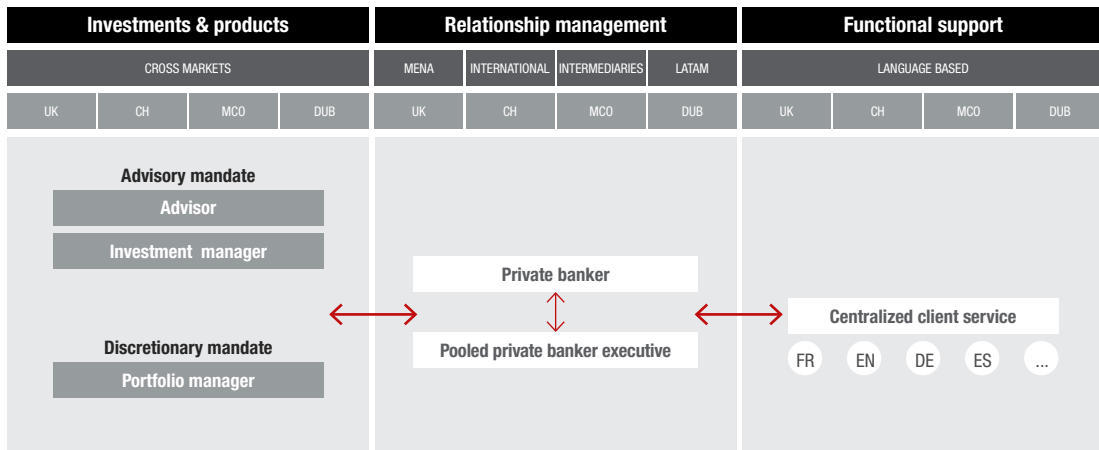 Investments & products
Relationship management
Functional support
CROSS MARKETS
MENA
INTERNATIONAL
INTERMEDIARIES
LATAM
LANGUAGE BASED
UK
CH
MCO
DUB
UK
CH
MCO
DUB
UK
CH
MCO
DUB
Advisory mandate
Advisor
Investment manager
Discretionary mandate
Portfolio manager
Private banker
Pooled private banker executive
Centralized client service
FR
EN
DE
ES
...